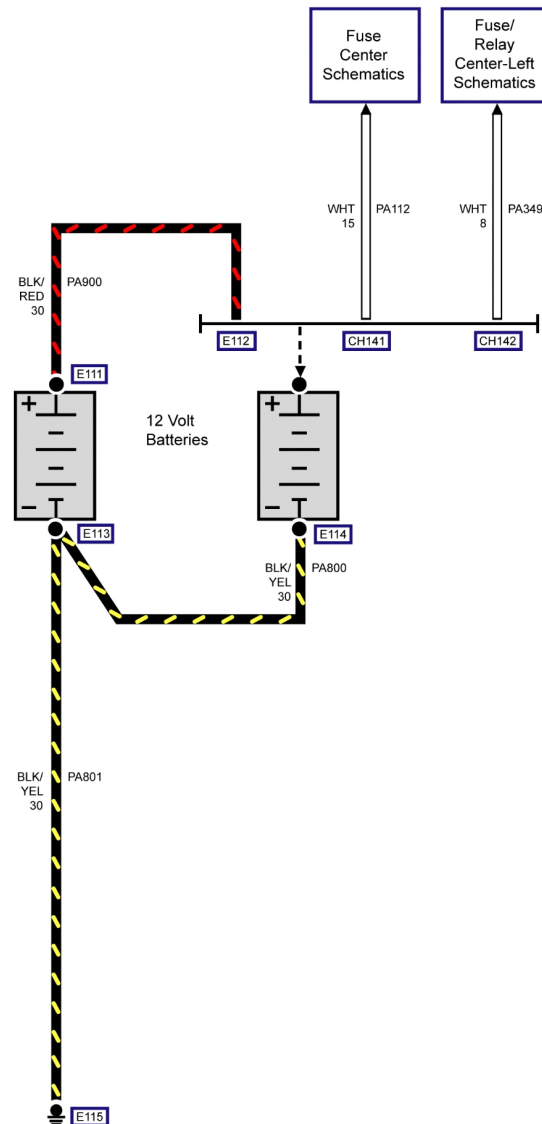 Fuse
Center
Schematics
Fuse/
Relay
Center-Left
Schematics
WHT
15
PA112
WHT
8
PA349
BLK/
RED
30
PA900
E112
CH141
CH142
E111
+
+
12 Volt
Batteries
–
–
E113
E114
BLK/
YEL
30
PA800
BLK/
YEL
30
PA801
E115